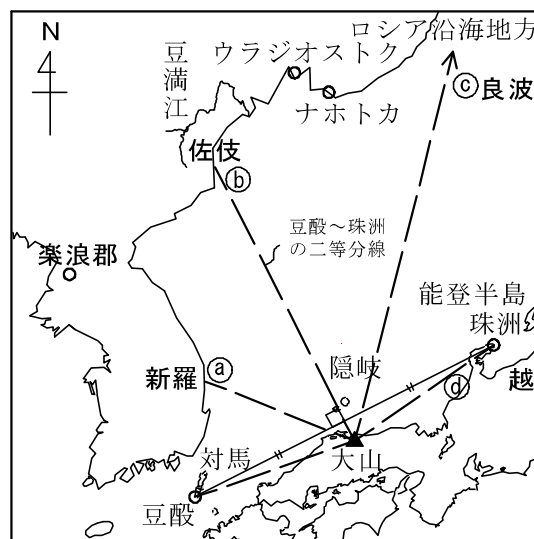 N
ロシア沿海地方
ウラジオストク
豆満江
ナホトカ
ⓒ良波
佐伎
ⓑ
豆酘～珠洲
の二等分線
楽浪郡
能登半島
珠洲
新羅
ⓐ
隠岐
ⓓ
越
対馬
大山
豆酘